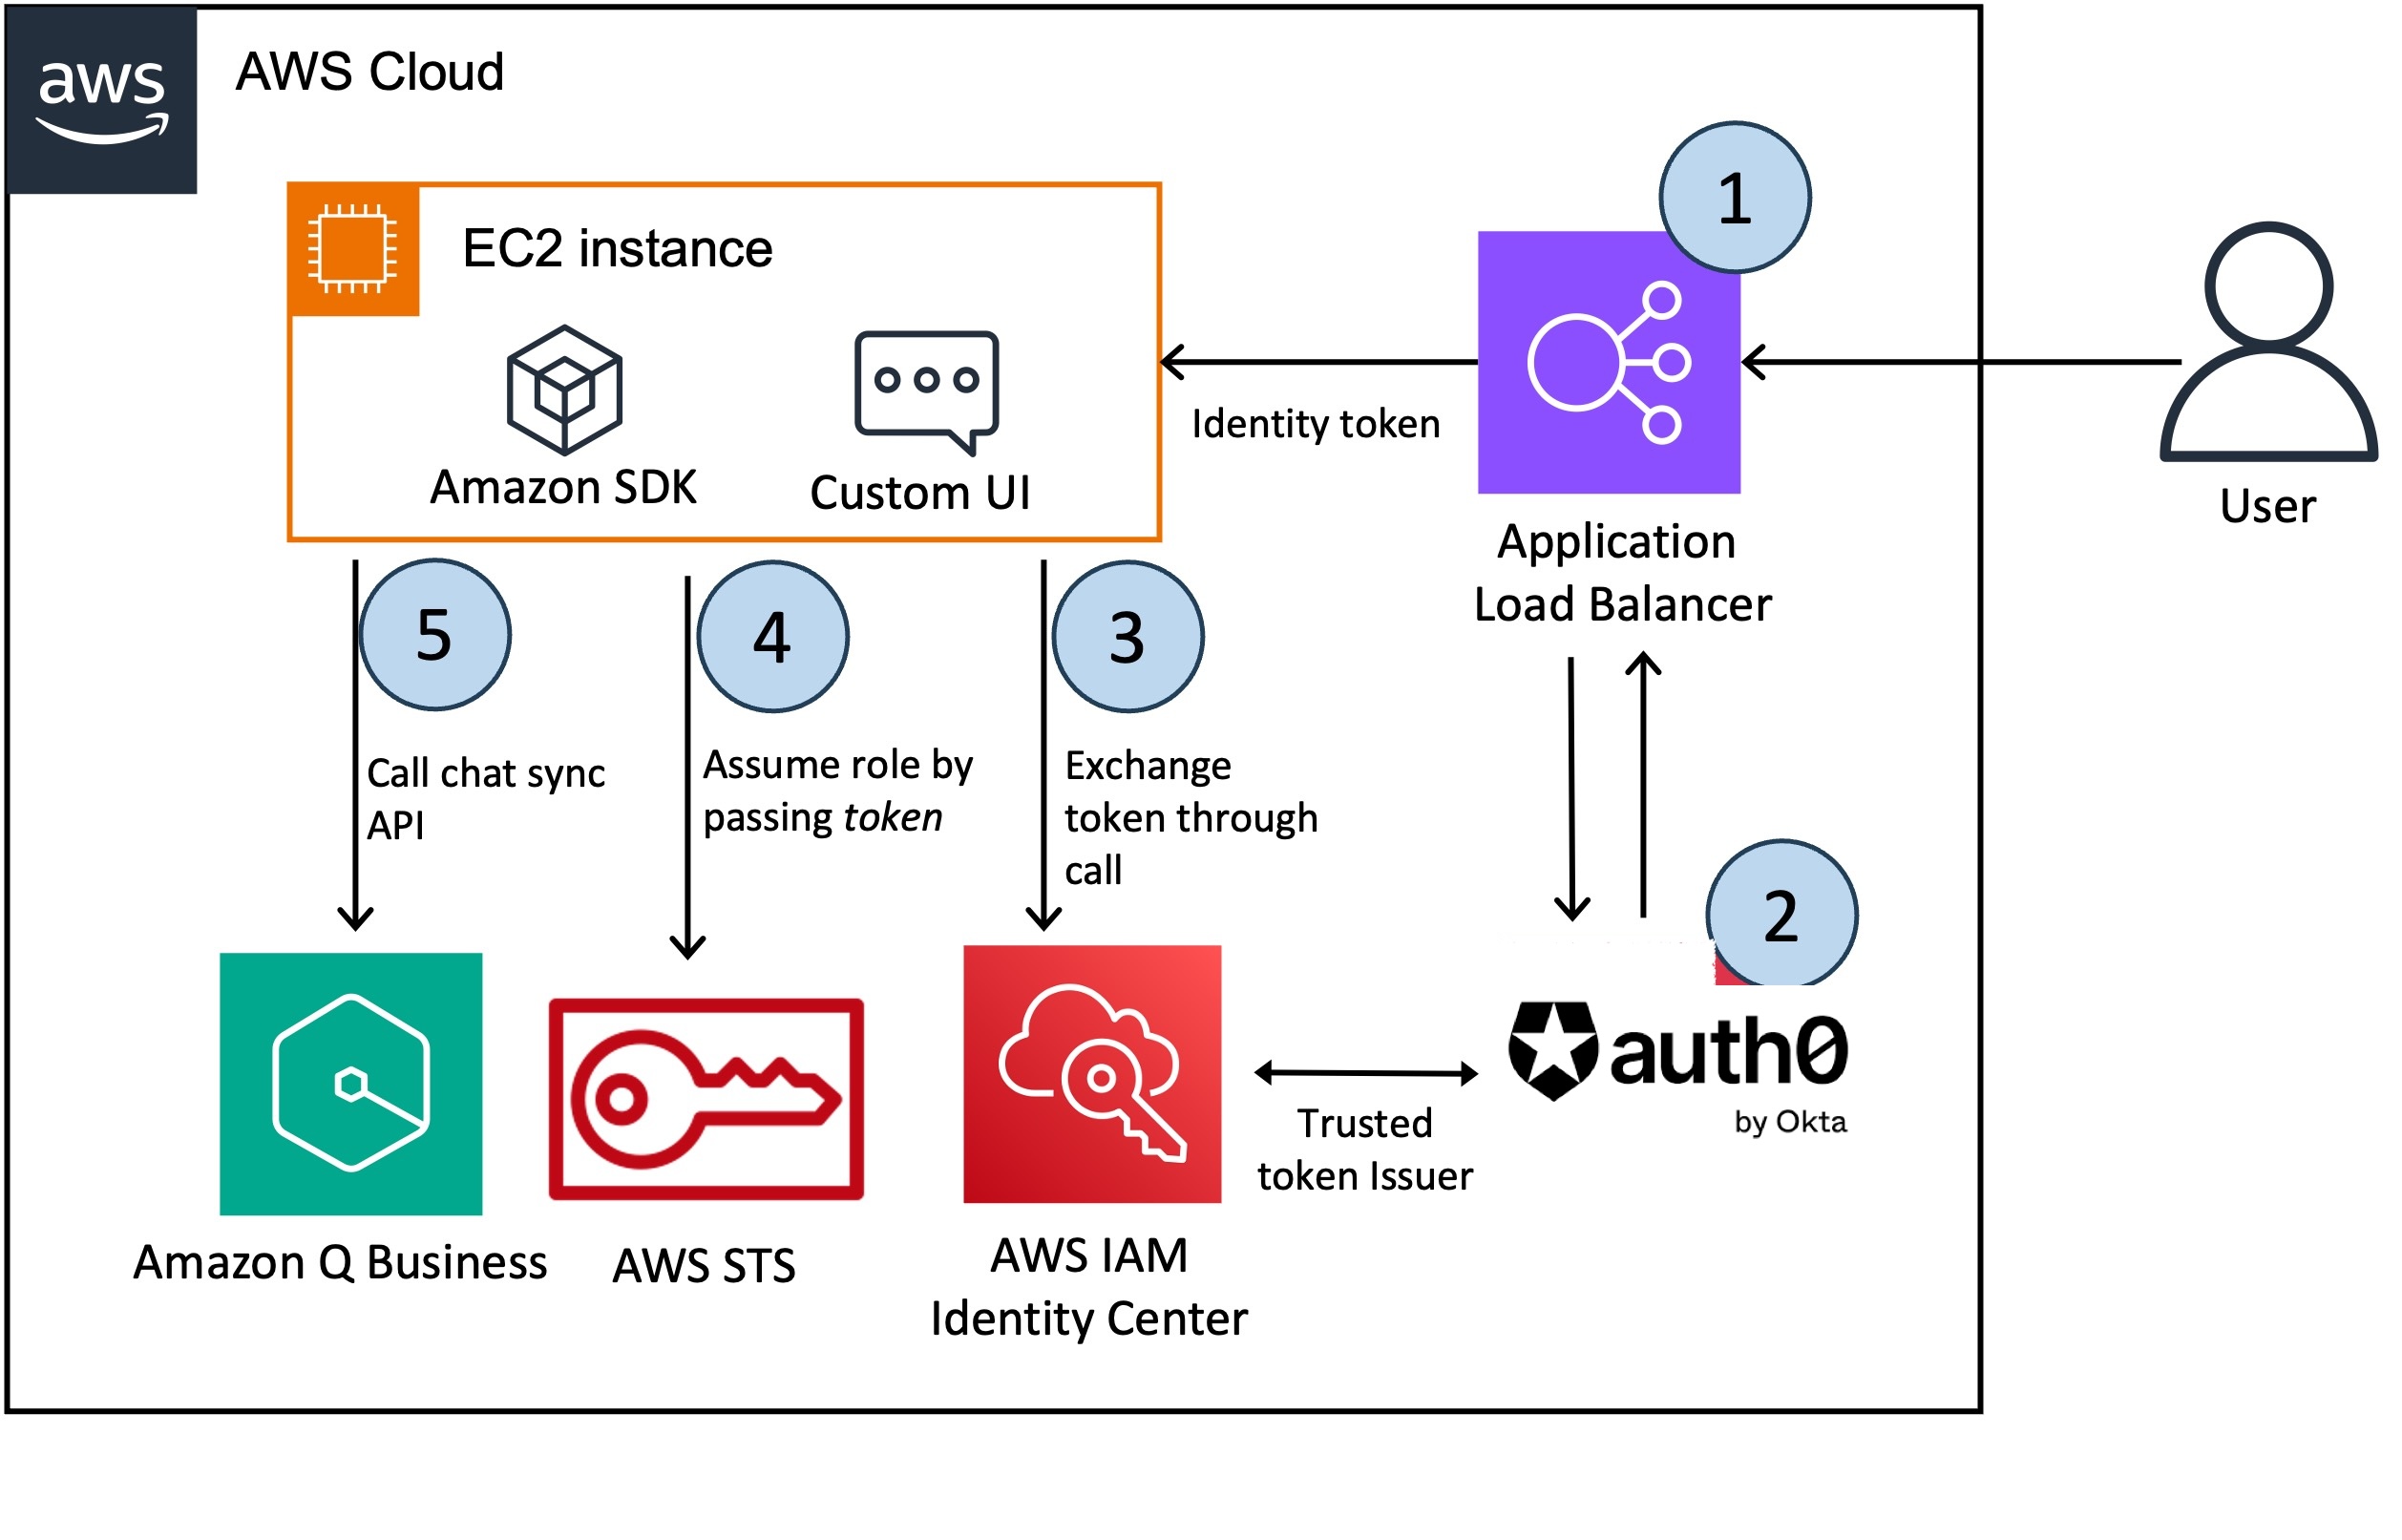 aws
AWS Cloud
1
EC2 instance
Amazon SDK
Custom UI
Identity token
User
Application
Load Balancer
5
4
3
Call chat sync
API
Assume role by
passing token
Exchange
token through
call
2
auth0
by Okta
Trusted
token Issuer
Amazon Q Business
AWS STS
AWS IAM
Identity Center